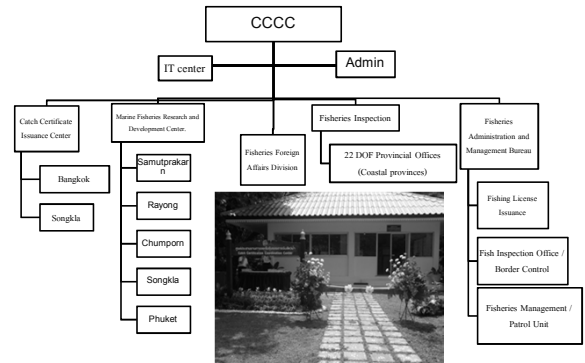 CCCC
IT center
Admin
Catch Certificate
Issuance Center
Bangkok
Songkla
Marine Fisheries Research and
Development Center.
Samutprakar
n
Rayong
Chumporn
Songkla
Phuket
Fisheries Foreign
Affairs Division
Fisheries Inspection
22 DOF Provincial Offices
(Coastal provinces)
Fisheries
Administration and
Management Bureau
Fishing License
Issuance
Fish Inspection Office /
Border Control
Fisheries Management /
Patrol Unit